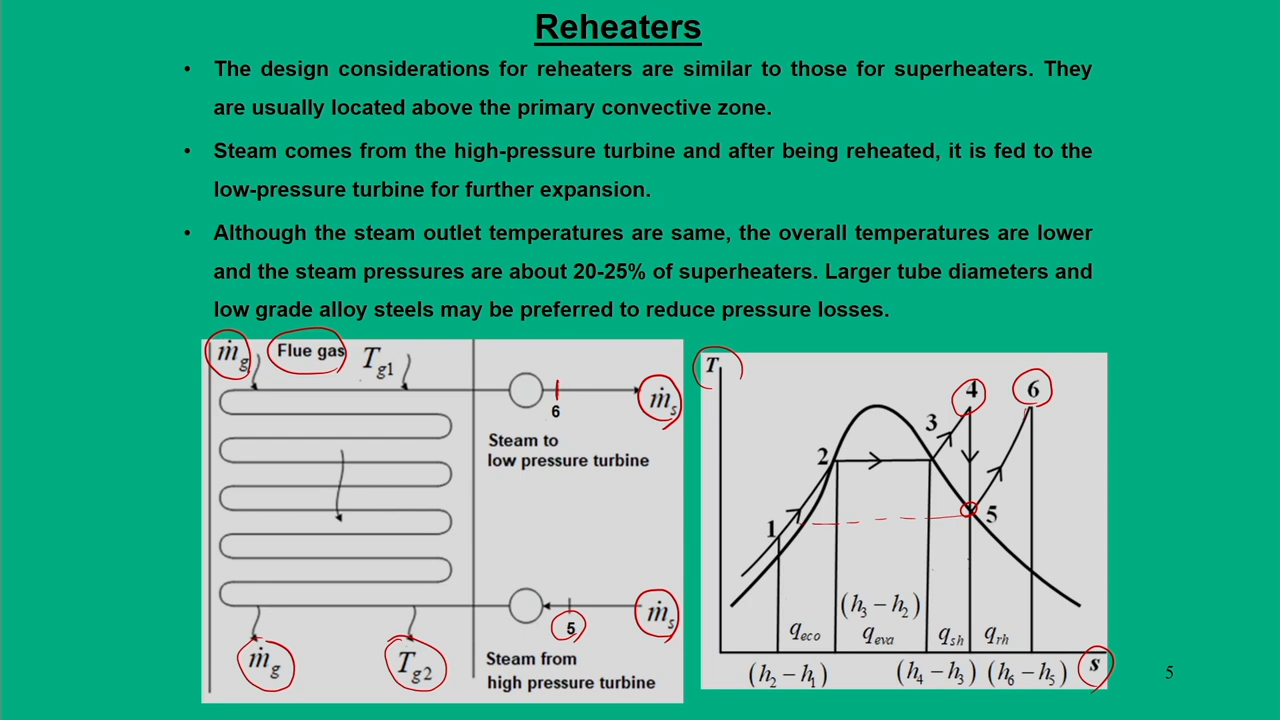 Reheaters
• The design considerations for reheaters are similar to those for superheaters. They
are usually located above the primary convective zone.
• Steam comes from the high-pressure turbine and after being reheated, it is fed to the
low-pressure turbine for further expansion.
• Although the steam outlet temperatures are same, the overall temperatures are lower
and the steam pressures are about 20-25% of superheaters. Larger tube diameters and
low grade alloy steels may be preferred to reduce pressure losses.
ṁg Flue gas Tg1
6
ṁs
Steam to
low pressure turbine
5
ṁs
ṁg Tg2
Steam from
high pressure turbine
T
4 6
3
2
5
1
(h3 − h2)
qeco qeva qsh qrh
s
(h2 − h1) (h4 − h3) (h6 − h5)
5